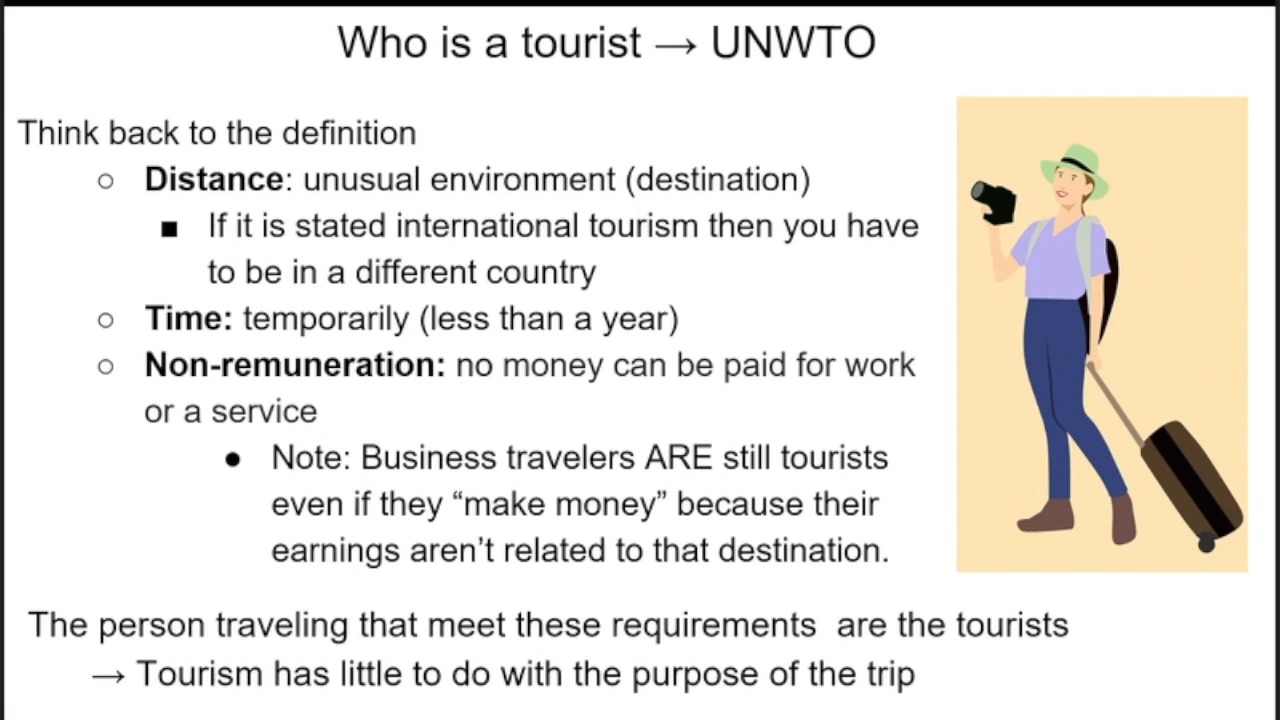 Who is a tourist → UNWTO
Think back to the definition
○ Distance: unusual environment (destination)
■ If it is stated international tourism then you have
to be in a different country
○ Time: temporarily (less than a year)
○ Non-remuneration: no money can be paid for work
or a service
● Note: Business travelers ARE still tourists
even if they “make money” because their
earnings aren’t related to that destination.
The person traveling that meet these requirements are the tourists
→ Tourism has little to do with the purpose of the trip